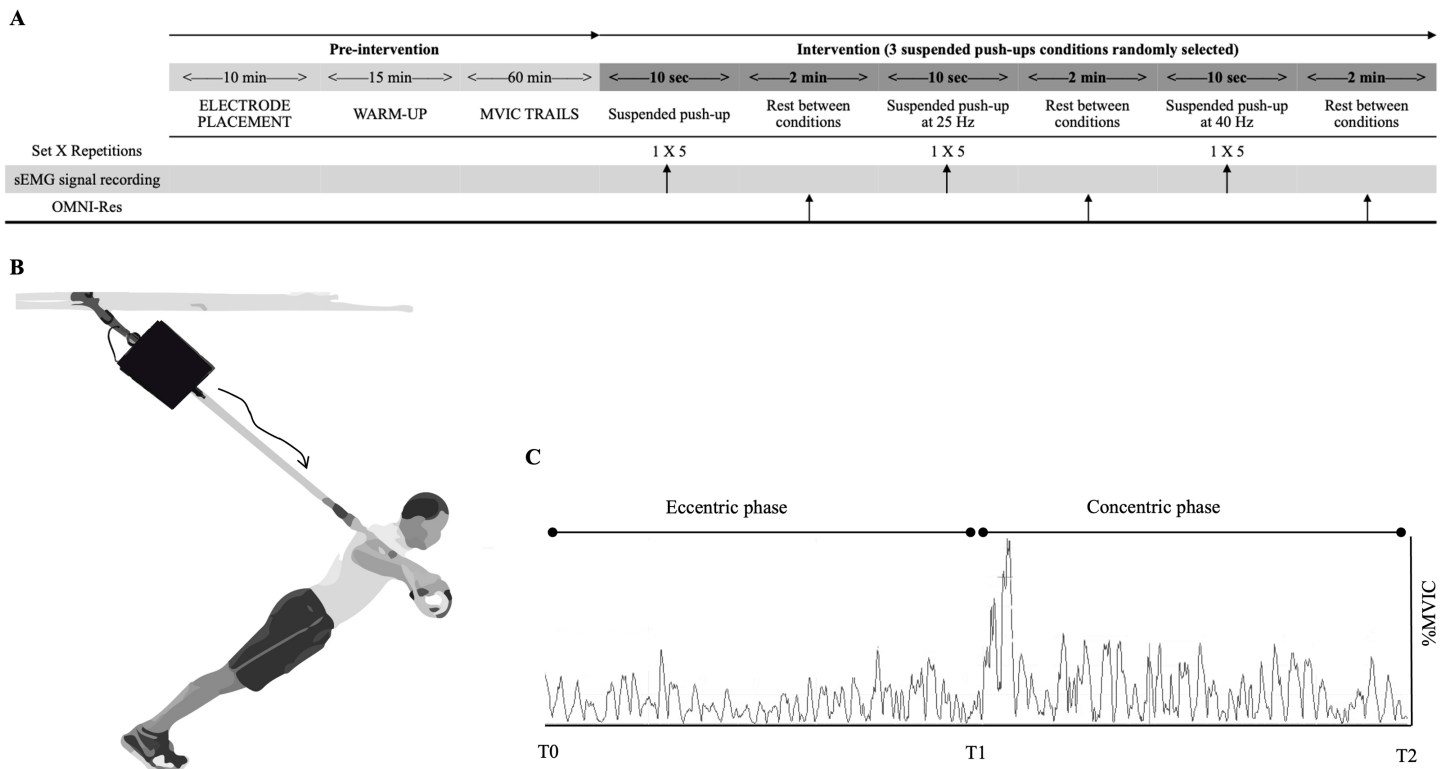 A
Pre-intervention Intervention (3 suspended push-ups conditions randomly selected)
10 min 15 min 60 min 10 sec 2 min 10 sec 2 min 10 sec 2 min
ELECTRODE PLACEMENT WARM-UP MVIC TRAILS Suspended push-up Rest between conditions Suspended push-up at 25 Hz Rest between conditions Suspended push-up at 40 Hz Rest between conditions
Set X Repetitions 1 X 5 1 X 5 1 X 5
sEMG signal recording
OMNI-Res
B
C
Eccentric phase Concentric phase
%MVIC
T0 T1 T2